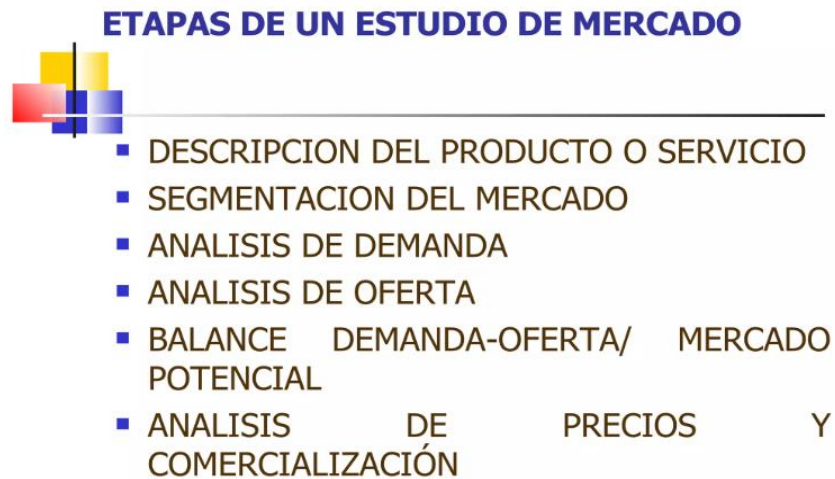 ETAPAS DE UN ESTUDIO DE MERCADO
DESCRIPCION DEL PRODUCTO O SERVICIO
SEGMENTACION DEL MERCADO
ANALISIS DE DEMANDA
ANALISIS DE OFERTA
BALANCE DEMANDA-OFERTA/ MERCADO
POTENCIAL
ANALISIS DE PRECIOS Y
COMERCIALIZACIÓN